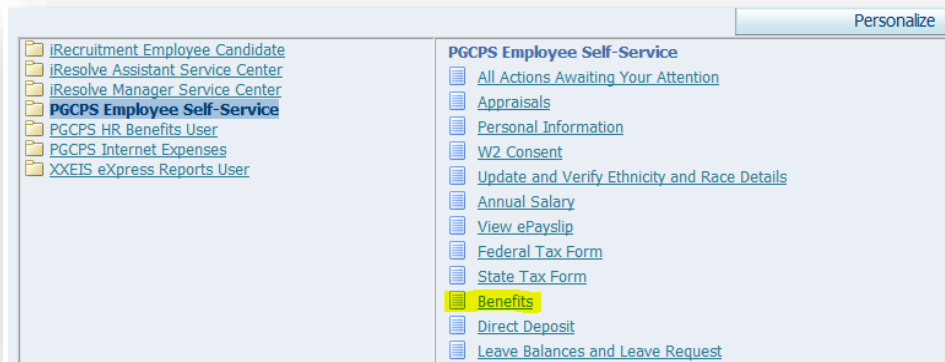 Personalize
iRecruitment Employee Candidate
iResolve Assistant Service Center
iResolve Manager Service Center
PGCPS Employee Self-Service
PGCPS HR Benefits User
PGCPS Internet Expenses
XXEIS eXpress Reports User
PGCPS Employee Self-Service
All Actions Awaiting Your Attention
Appraisals
Personal Information
W2 Consent
Update and Verify Ethnicity and Race Details
Annual Salary
View ePayslip
Federal Tax Form
State Tax Form
Benefits
Direct Deposit
Leave Balances and Leave Request